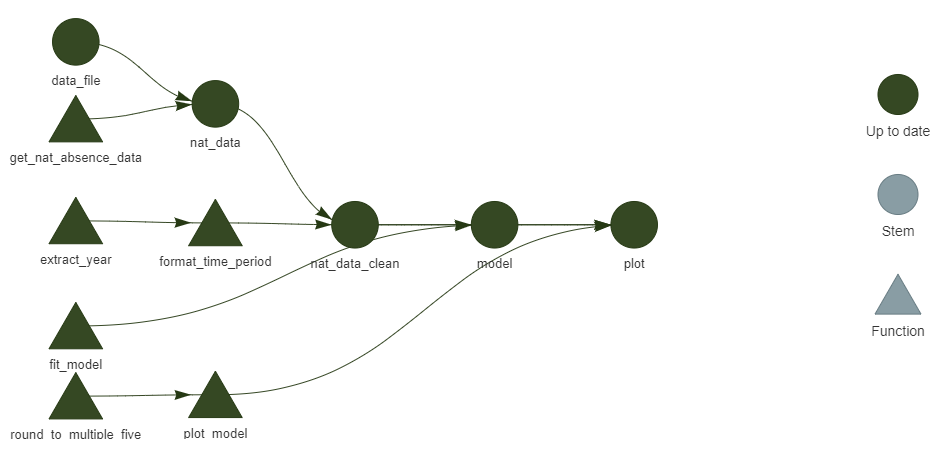 data_file
get_nat_absence_data
nat_data
extract_year
format_time_period
nat_data_clean
model
plot
fit_model
round_to_multiple_five
plot_model
Up to date
Stem
Function